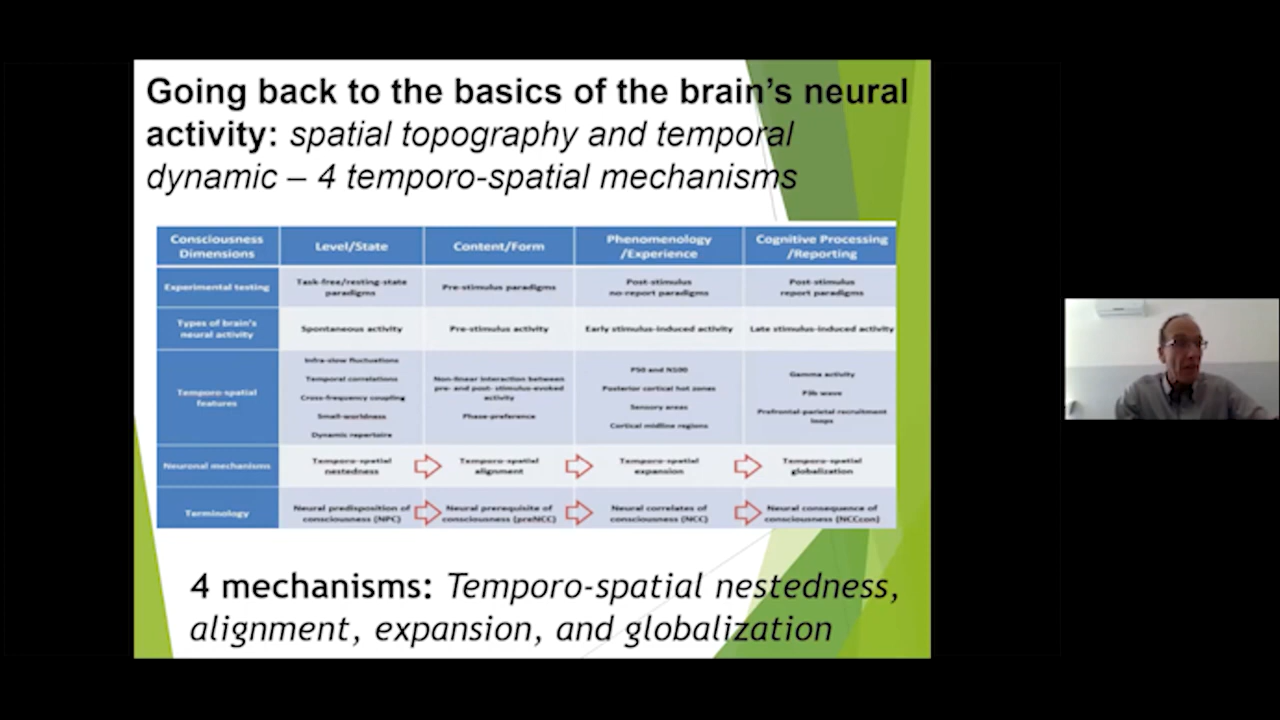 Going back to the basics of the brain’s neural
activity: spatial topography and temporal
dynamic – 4 temporo-spatial mechanisms
Consciousness
Dimensions
Level/State
Content/Form
Phenomenology
/Experience
Cognitive Processing
/Reporting
Experimental testing
Task-free/resting-state
paradigms
Pre-stimulus paradigms
Post-stimulus
no-report paradigms
Post-stimulus
report paradigms
Types of brain's
neural activity
Spontaneous activity
Pre-stimulus activity
Early stimulus-induced activity
Late stimulus-induced activity
Temporo-spatial
features
Infra-slow fluctuations
Temporal correlations
Cross-frequency coupling
Small-worldness
Dynamic repertoire
Non-linear interaction between
pre- and post- stimulus-evoked
activity
Phase-preference
P50 and N100
Posterior cortical hot zones
Sensory areas
Cortical midline regions
Gamma activity
P3b wave
Prefrontal-parietal recruitment
loops
Neuronal mechanisms
Temporo-spatial
nestedness
Temporo-spatial
alignment
Temporo-spatial
expansion
Temporo-spatial
globalization
Terminology
Neural predisposition of
consciousness (NPC)
Neural prerequisite of
consciousness (preNCC)
Neural correlates of
consciousness (NCC)
Neural consequence of
consciousness (NCCcon)
4 mechanisms: Temporo-spatial nestedness,
alignment, expansion, and globalization